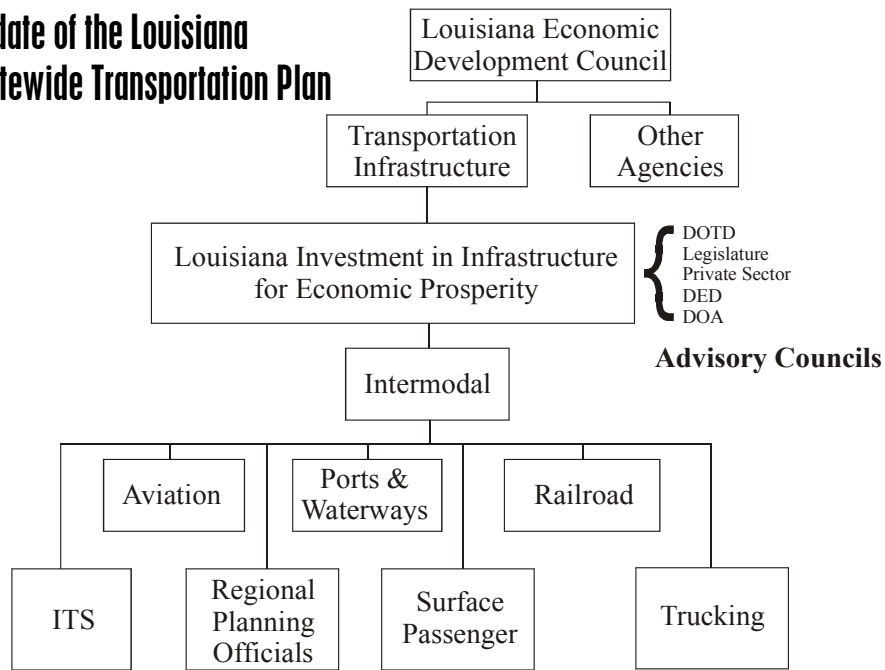 date of the Louisiana
tewide Transportation Plan
Louisiana Economic
Development Council
Transportation
Infrastructure
Other
Agencies
Louisiana Investment in Infrastructure
for Economic Prosperity
{
DOTD
Legislature
Private Sector
DED
DOA
Advisory Councils
Intermodal
Aviation
Ports &
Waterways
Railroad
ITS
Regional
Planning
Officials
Surface
Passenger
Trucking